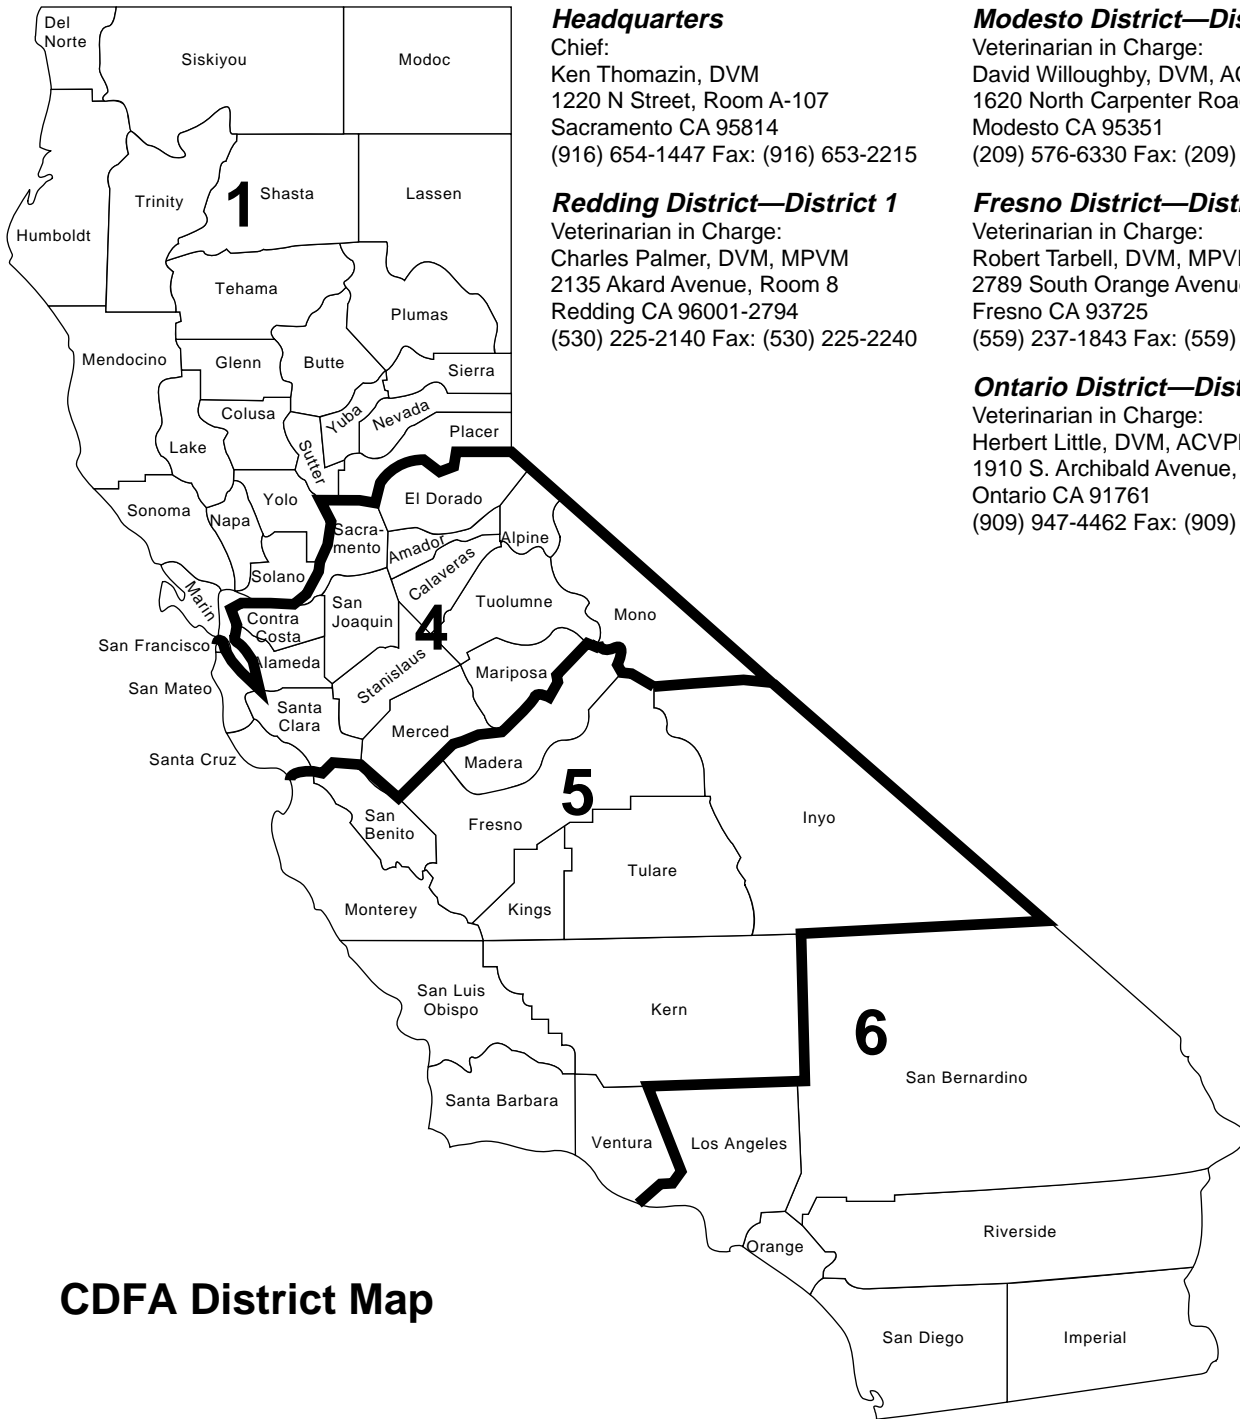 Headquarters
Chief:
Ken Thomazin, DVM
1220 N Street, Room A-107
Sacramento CA 95814
(916) 654-1447 Fax: (916) 653-2215
Redding District—District 1
Veterinarian in Charge:
Charles Palmer, DVM, MPVM
2135 Akard Avenue, Room 8
Redding CA 96001-2794
(530) 225-2140 Fax: (530) 225-2240
Modesto District—Dis
Veterinarian in Charge:
David Willoughby, DVM, AC
1620 North Carpenter Roa
Modesto CA 95351
(209) 576-6330 Fax: (209)
Fresno District—Distr
Veterinarian in Charge:
Robert Tarbell, DVM, MPV
2789 South Orange Avenue
Fresno CA 93725
(559) 237-1843 Fax: (559)
Ontario District—Dist
Veterinarian in Charge:
Herbert Little, DVM, ACVP
1910 S. Archibald Avenue,
Ontario CA 91761
(909) 947-4462 Fax: (909)
Del
Norte
Siskiyou
Modoc
Trinity
1
Shasta
Lassen
Humboldt
Tehama
Plumas
Mendocino
Glenn
Butte
Sierra
Colusa
Yuba
Nevada
Placer
Lake
Sutter
Sonoma
Napa
Yolo
El Dorado
Sacra-
mento
Amador
Alpine
Calaveras
Solano
Marin
Contra
Costa
San
Joaquin
4
Tuolumne
Mono
San Francisco
Alameda
Stanislaus
Mariposa
San Mateo
Santa
Clara
Merced
Santa Cruz
Madera
5
San
Benito
Fresno
Inyo
Tulare
Monterey
Kings
San Luis
Obispo
Kern
6
San Bernardino
Santa Barbara
Ventura
Los Angeles
Orange
Riverside
San Diego
Imperial
CDFA District Map